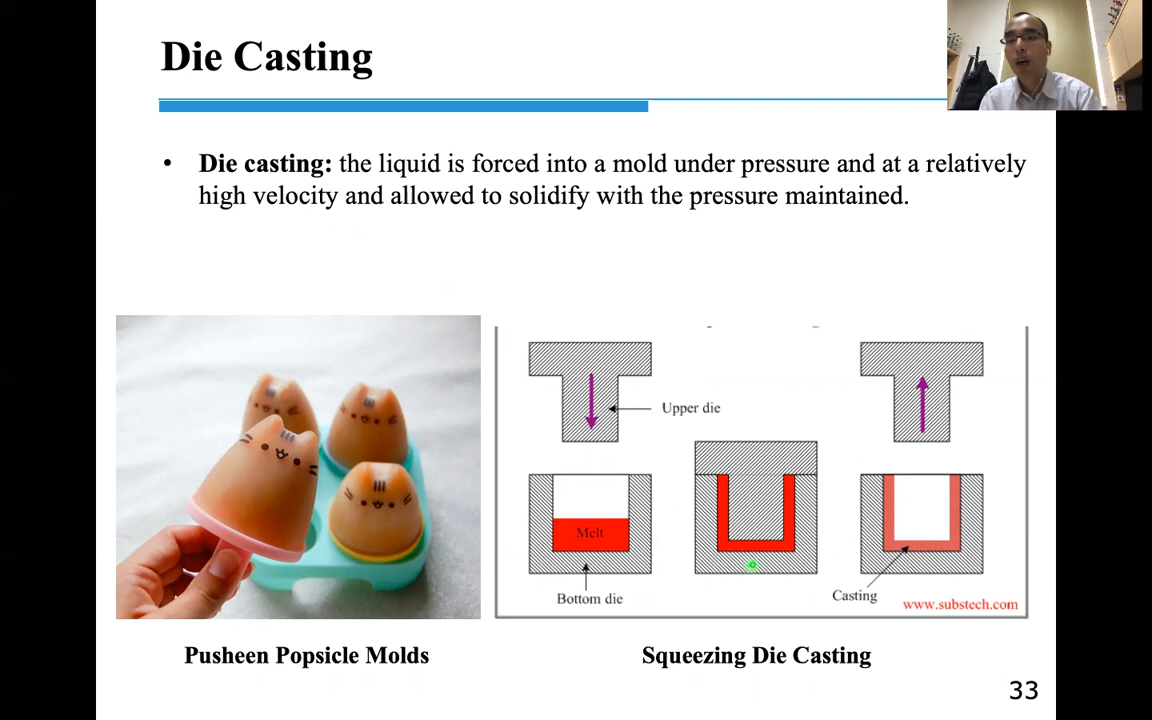 Die Casting
• Die casting: the liquid is forced into a mold under pressure and at a relatively
high velocity and allowed to solidify with the pressure maintained.
Upper die
Melt
Bottom die
Casting
www.substech.com
Pusheen Popsicle Molds
Squeezing Die Casting
33